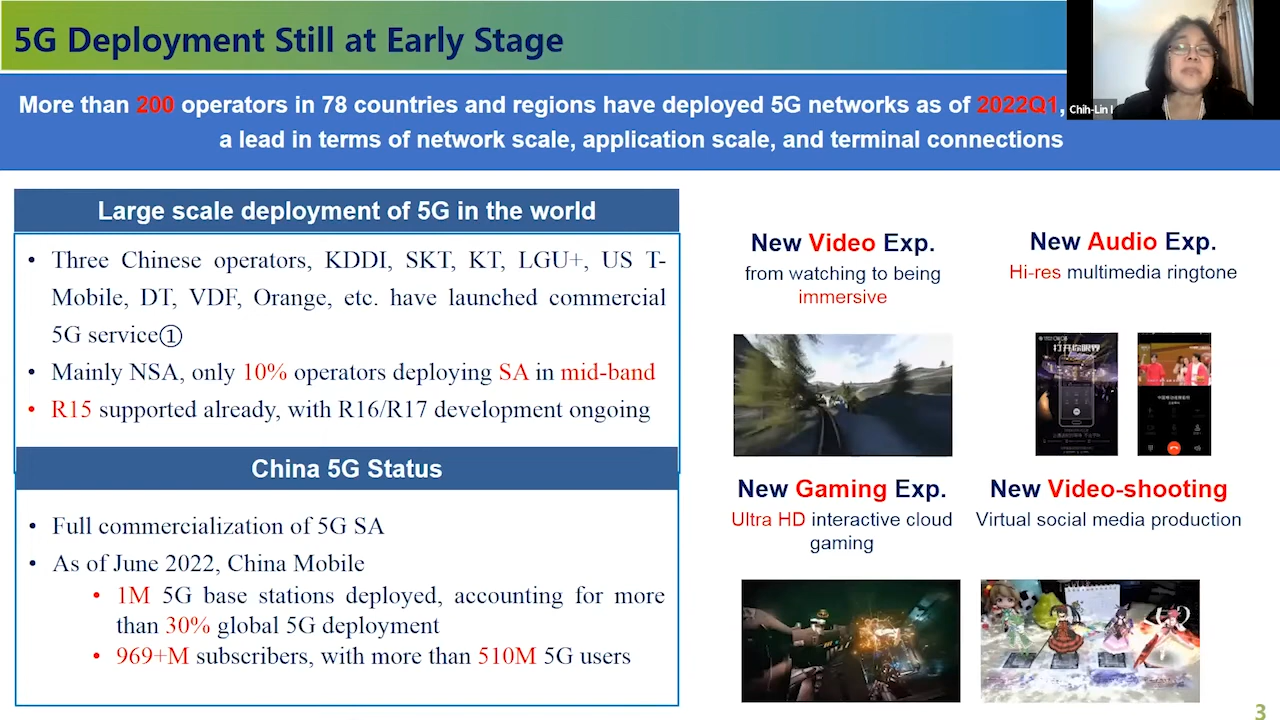 5G Deployment Still at Early Stage
Chih-Lin I
More than 200 operators in 78 countries and regions have deployed 5G networks as of 2022Q1,
a lead in terms of network scale, application scale, and terminal connections
Large scale deployment of 5G in the world
• Three Chinese operators, KDDI, SKT, KT, LGU+, US T-
Mobile, DT, VDF, Orange, etc. have launched commercial
5G service①
• Mainly NSA, only 10% operators deploying SA in mid-band
• R15 supported already, with R16/R17 development ongoing
China 5G Status
• Full commercialization of 5G SA
• As of June 2022, China Mobile
• 1M 5G base stations deployed, accounting for more
than 30% global 5G deployment
• 969+M subscribers, with more than 510M 5G users
New Video Exp.
from watching to being
immersive
New Audio Exp.
Hi-res multimedia ringtone
打开你眼界
New Gaming Exp.
Ultra HD interactive cloud
gaming
New Video-shooting
Virtual social media production
3